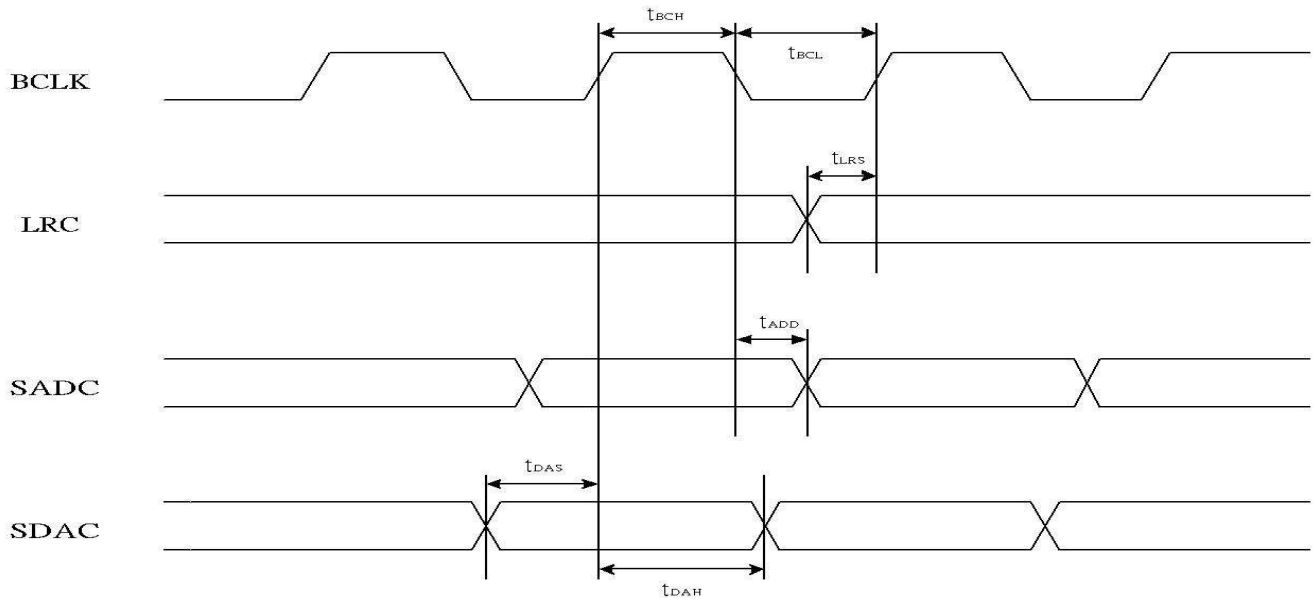 tBCH
tBCL
BCLK
tLRS
LRC
tADD
SADC
tDAS
SDAC
tDAH